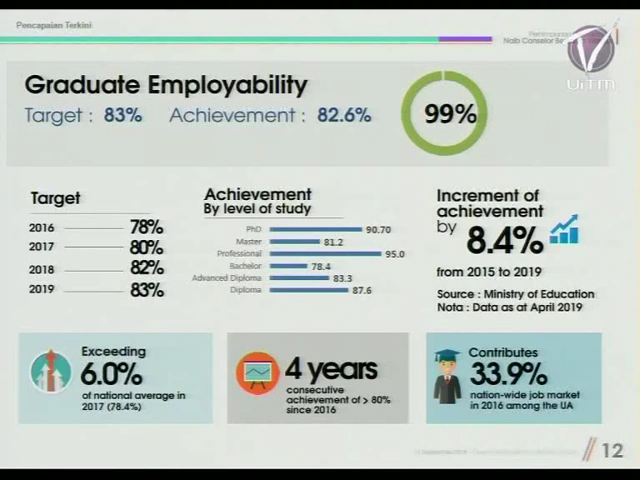 Pencapaian Terkini
Naib Canselor
UiTM
Graduate Employability
Target : 83% Achievement : 82.6%
99%
Target
2016 78%
2017 80%
2018 82%
2019 83%
Achievement
By level of study
PhD 90.70
Master 81.2
Professional 95.0
Bachelor 78.4
Advanced Diploma 83.3
Diploma 87.6
Increment of
achievement
by 8.4%
from 2015 to 2019
Source : Ministry of Education
Nota : Data as at April 2019
Exceeding
6.0%
of national average in
2017 (78.4%)
4 years
consecutive
achievement of > 80%
since 2016
Contributes
33.9%
nation-wide job market
in 2016 among the UA
12